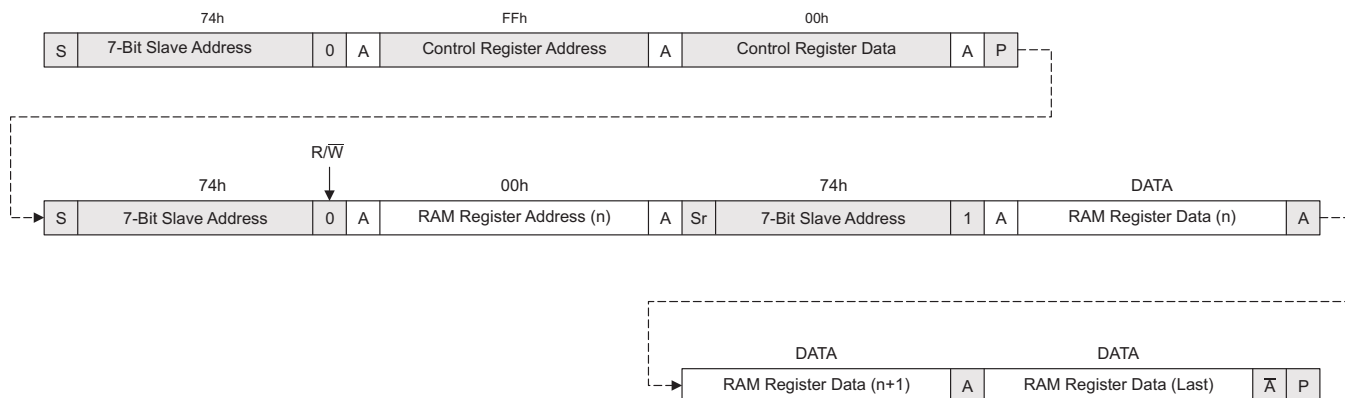 74h FFh 00h
S 7-Bit Slave Address 0 A Control Register Address A Control Register Data A P
R/W̅
74h 00h 74h DATA
S 7-Bit Slave Address 0 A RAM Register Address (n) A Sr 7-Bit Slave Address 1 A RAM Register Data (n) A
DATA DATA
RAM Register Data (n+1) A RAM Register Data (Last) A̅ P